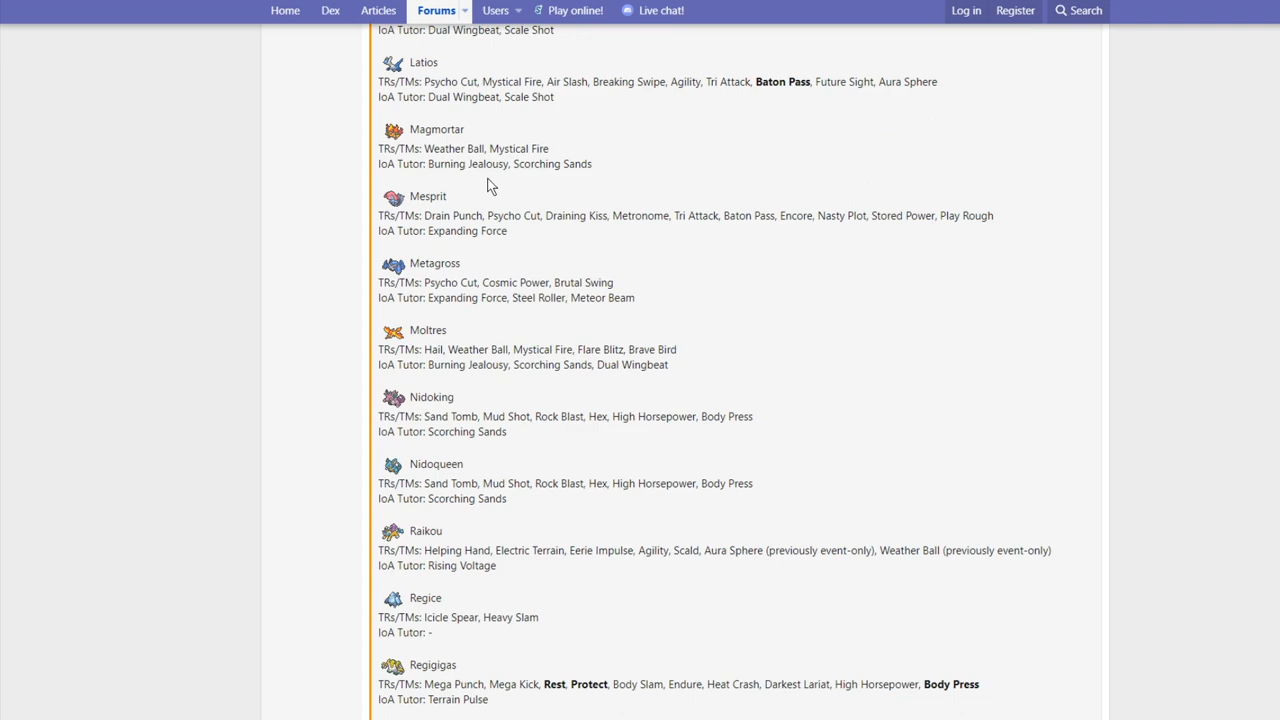 Home Dex Articles Forums Users Play online! Live chat! Log in Register Search
IoA Tutor: Dual Wingbeat, Scale Shot
Latios
TRs/TMs: Psycho Cut, Mystical Fire, Air Slash, Breaking Swipe, Agility, Tri Attack, Baton Pass, Future Sight, Aura Sphere
IoA Tutor: Dual Wingbeat, Scale Shot
Magmortar
TRs/TMs: Weather Ball, Mystical Fire
IoA Tutor: Burning Jealousy, Scorching Sands
Mesprit
TRs/TMs: Drain Punch, Psycho Cut, Draining Kiss, Metronome, Tri Attack, Baton Pass, Encore, Nasty Plot, Stored Power, Play Rough
IoA Tutor: Expanding Force
Metagross
TRs/TMs: Psycho Cut, Cosmic Power, Brutal Swing
IoA Tutor: Expanding Force, Steel Roller, Meteor Beam
Moltres
TRs/TMs: Hail, Weather Ball, Mystical Fire, Flare Blitz, Brave Bird
IoA Tutor: Burning Jealousy, Scorching Sands, Dual Wingbeat
Nidoking
TRs/TMs: Sand Tomb, Mud Shot, Rock Blast, Hex, High Horsepower, Body Press
IoA Tutor: Scorching Sands
Nidoqueen
TRs/TMs: Sand Tomb, Mud Shot, Rock Blast, Hex, High Horsepower, Body Press
IoA Tutor: Scorching Sands
Raikou
TRs/TMs: Helping Hand, Electric Terrain, Eerie Impulse, Agility, Scald, Aura Sphere (previously event-only), Weather Ball (previously event-only)
IoA Tutor: Rising Voltage
Regice
TRs/TMs: Icicle Spear, Heavy Slam
IoA Tutor: -
Regigigas
TRs/TMs: Mega Punch, Mega Kick, Rest, Protect, Body Slam, Endure, Heat Crash, Darkest Lariat, High Horsepower, Body Press
IoA Tutor: Terrain Pulse